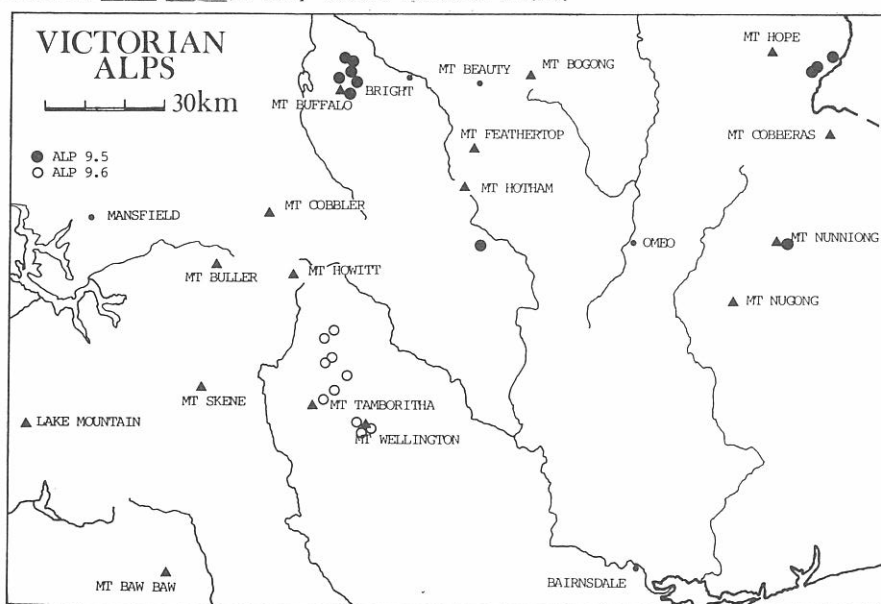 VICTORIAN
ALPS
30km
ALP 9.5
ALP 9.6
MT HOPE
MT BEAUTY
MT BOGONG
BRIGHT
MT BUFFALO
MT FEATHERTOP
MT COBBERAS
MT HOTHAM
MT COBBLER
MANSFIELD
OMEO
MT NUNNIONG
MT BULLER
MT HOWITT
MT NUGONG
MT SKENE
MT TAMBORITHA
LAKE MOUNTAIN
MT WELLINGTON
MT BAW BAW
BAIRNSDALE